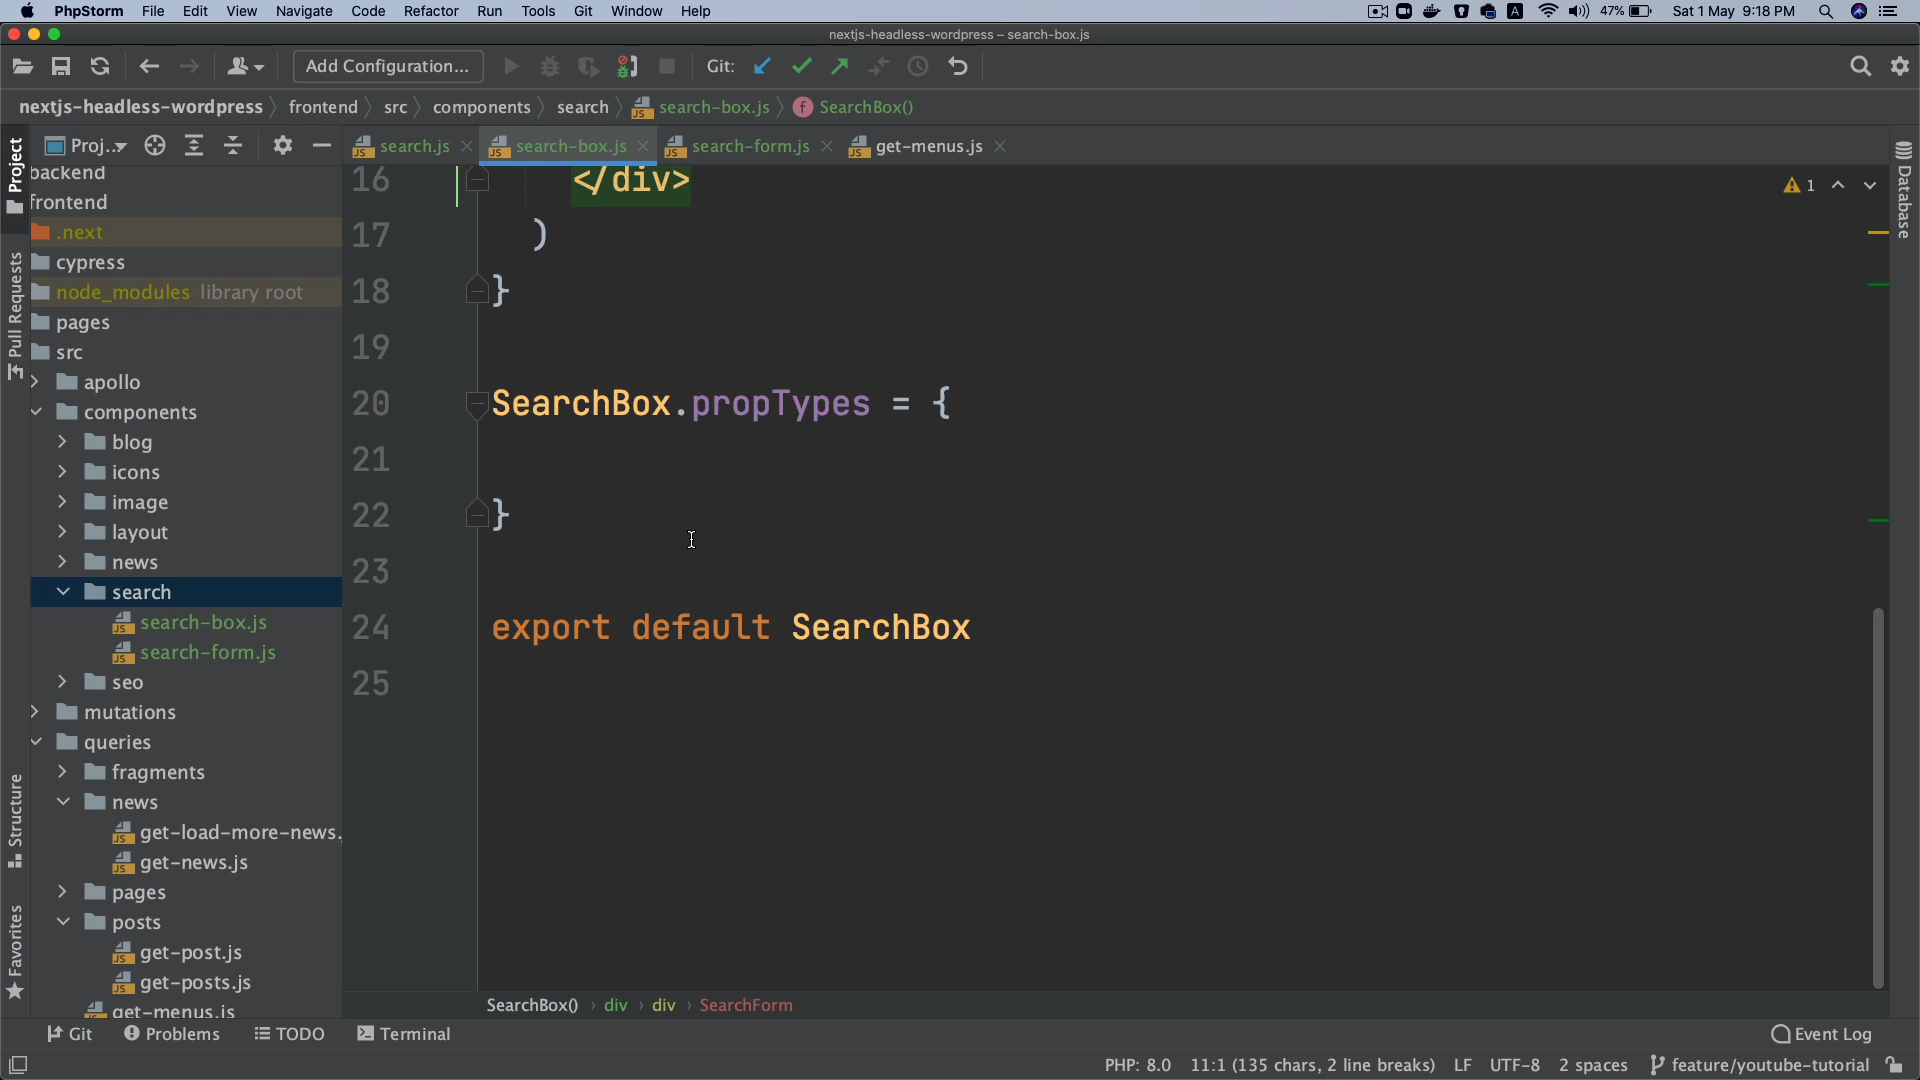 PhpStorm File Edit View Navigate Code Refactor Run Tools Git Window Help A 47% Sat 1 May 9:18 PM
nextjs-headless-wordpress – search-box.js
Add Configuration... Git:
nextjs-headless-wordpress frontend src components search search-box.js f SearchBox()
Project Proj... search.js search-box.js search-form.js get-menus.js
Database
Pull Requests
Structure
Favorites
backend
frontend
.next
cypress
node_modules library root
pages
src
apollo
components
blog
icons
image
layout
news
search
search-box.js
search-form.js
seo
mutations
queries
fragments
news
get-load-more-news.
get-news.js
pages
posts
get-post.js
get-posts.js
get-menus.js
1
16 </div>
17 )
18 }
19
20 SearchBox.propTypes = {
21
22 }
23
24 export default SearchBox
25
SearchBox() › div › div › SearchForm
Git Problems TODO Terminal Event Log
PHP: 8.0 11:1 (135 chars, 2 line breaks) LF UTF-8 2 spaces feature/youtube-tutorial